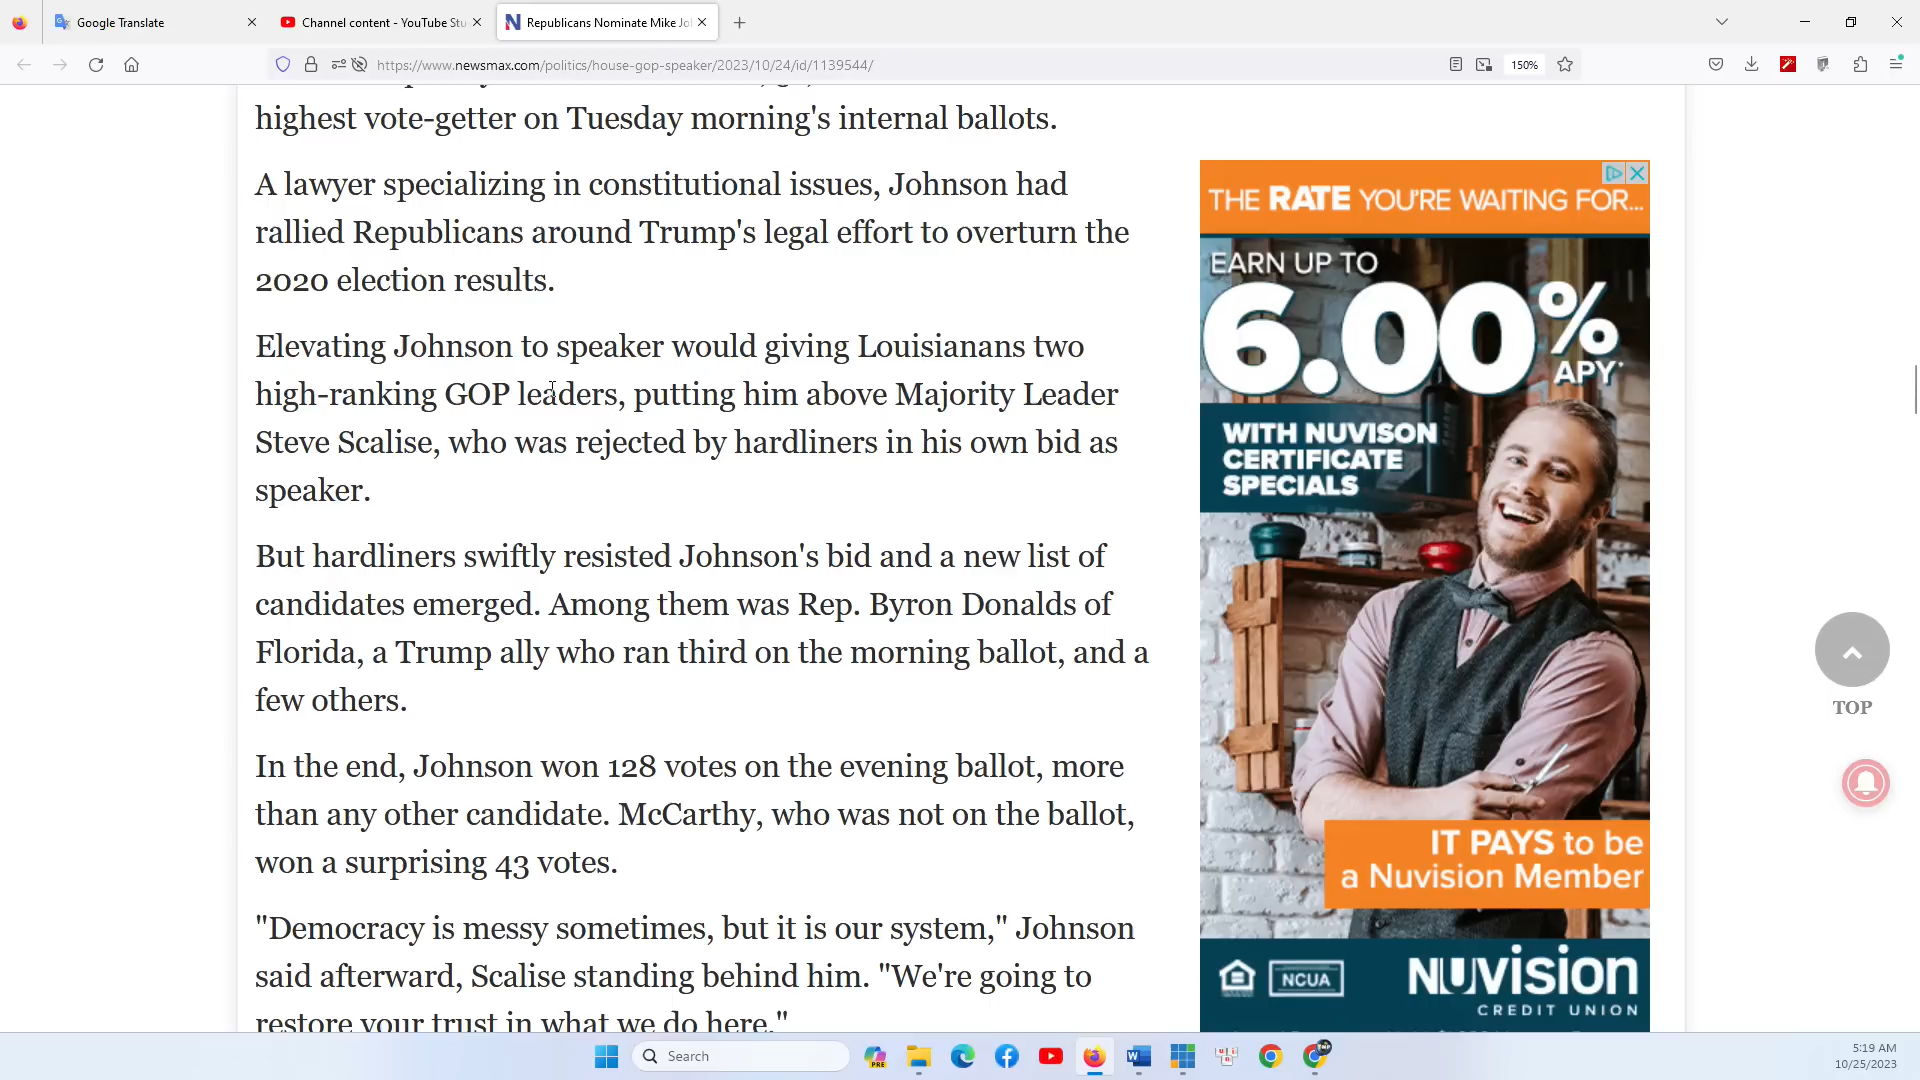 Google Translate
Channel content - YouTube Stu
Republicans Nominate Mike Jo
https://www.newsmax.com/politics/house-gop-speaker/2023/10/24/id/1139544/
150%
highest vote-getter on Tuesday morning's internal ballots.
A lawyer specializing in constitutional issues, Johnson had
rallied Republicans around Trump's legal effort to overturn the
2020 election results.
Elevating Johnson to speaker would giving Louisianans two
high-ranking GOP leaders, putting him above Majority Leader
Steve Scalise, who was rejected by hardliners in his own bid as
speaker.
But hardliners swiftly resisted Johnson's bid and a new list of
candidates emerged. Among them was Rep. Byron Donalds of
Florida, a Trump ally who ran third on the morning ballot, and a
few others.
In the end, Johnson won 128 votes on the evening ballot, more
than any other candidate. McCarthy, who was not on the ballot,
won a surprising 43 votes.
"Democracy is messy sometimes, but it is our system," Johnson
said afterward, Scalise standing behind him. "We're going to
restore your trust in what we do here."
THE RATE YOU'RE WAITING FOR...
EARN UP TO
6.00%
APY*
WITH NUVISON
CERTIFICATE
SPECIALS
IT PAYS to be
a Nuvision Member
NCUA
NUVISION
CREDIT UNION
TOP
Search
PRE
5:19 AM
10/25/2023